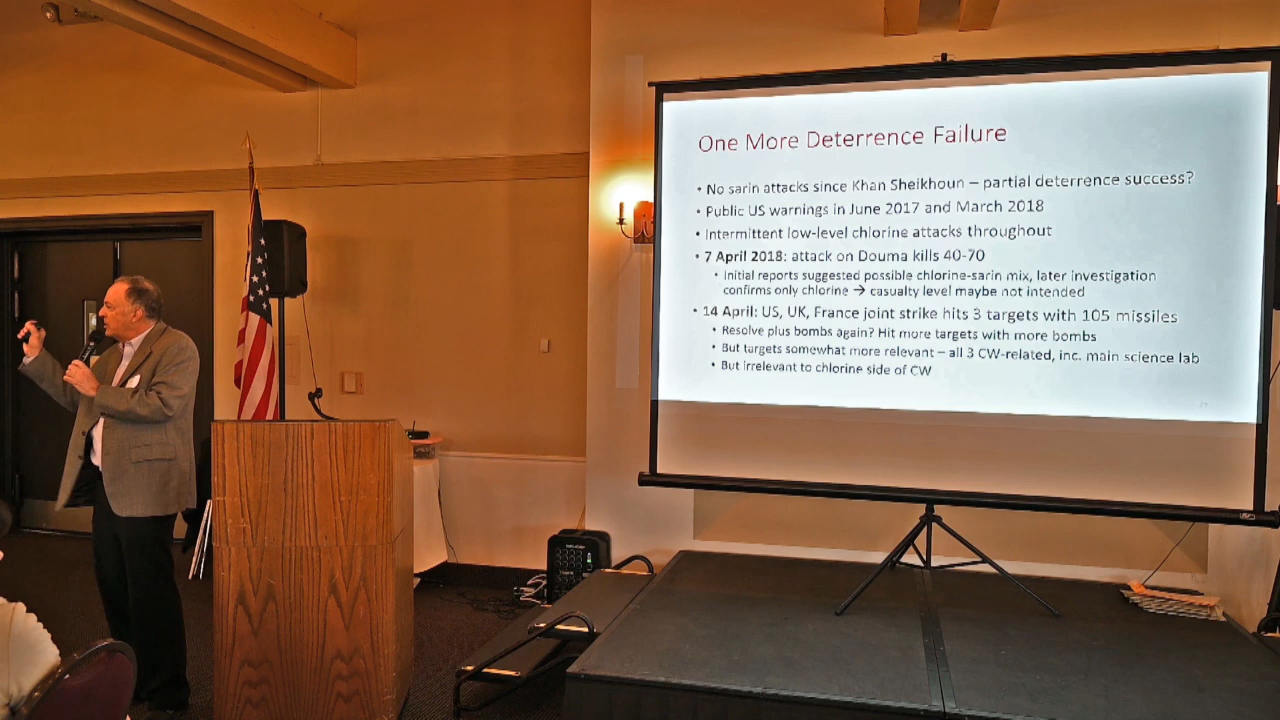 One More Deterrence Failure
• No sarin attacks since Khan Sheikhoun – partial deterrence success?
• Public US warnings in June 2017 and March 2018
• Intermittent low-level chlorine attacks throughout
• 7 April 2018: attack on Douma kills 40-70
• Initial reports suggested possible chlorine-sarin mix, later investigation
confirms only chlorine → casualty level maybe not intended
• 14 April: US, UK, France joint strike hits 3 targets with 105 missiles
• Resolve plus bombs again? Hit more targets with more bombs
• But targets somewhat more relevant – all 3 CW-related, inc. main science lab
• But irrelevant to chlorine side of CW